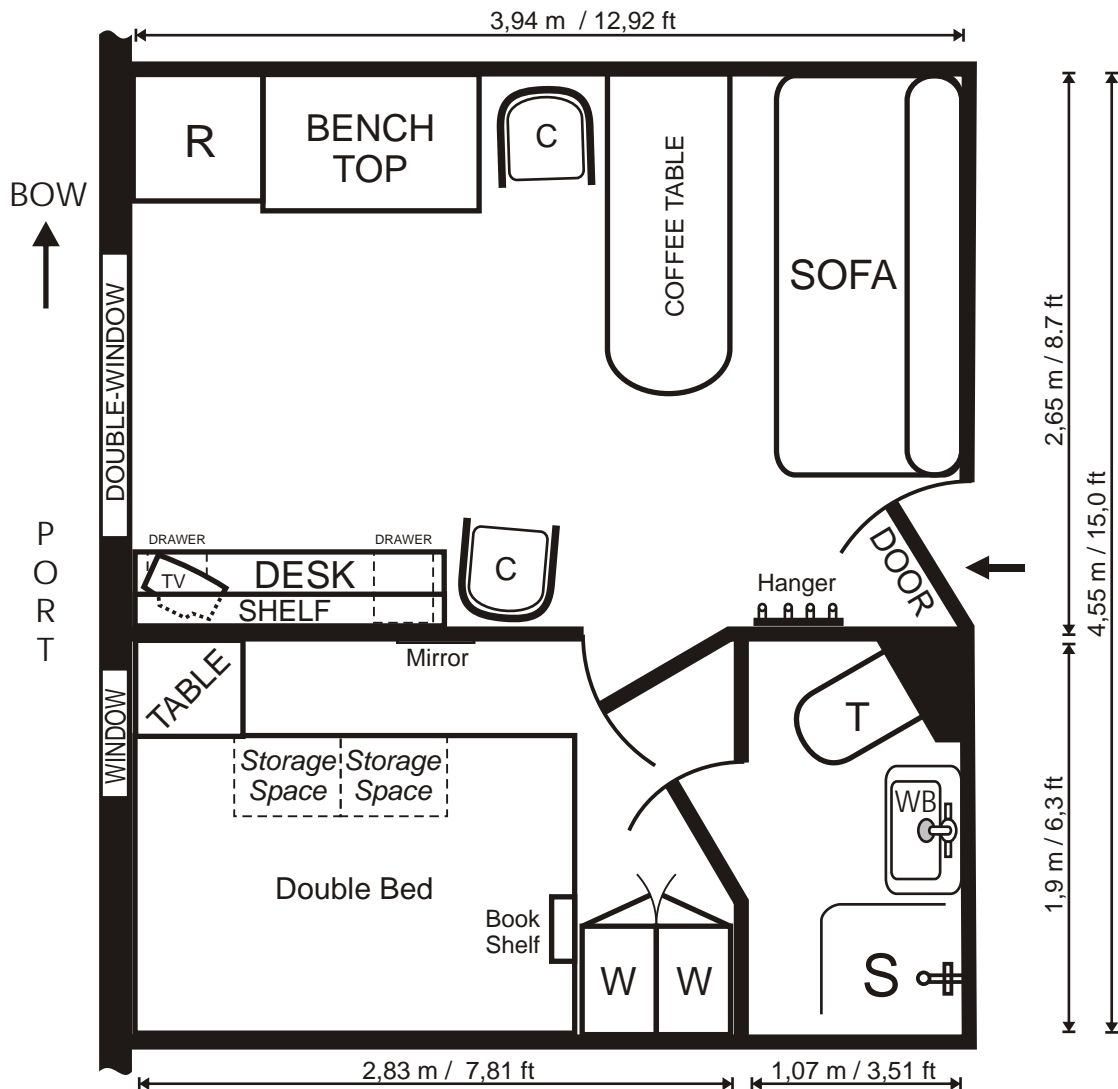 3,94 m / 12,92 ft
R
BENCH
TOP
C
COFFEE TABLE
SOFA
BOW
DOUBLE-WINDOW
2,65 m / 8.7 ft
4,55 m / 15,0 ft
P
O
R
T
DRAWER
DRAWER
TV
DESK
SHELF
C
DOOR
Hanger
Mirror
TABLE
WINDOW
T
Storage
Space
Storage
Space
WB
1,9 m / 6,3 ft
Double Bed
Book
Shelf
W
W
S
2,83 m / 7,81 ft
1,07 m / 3,51 ft